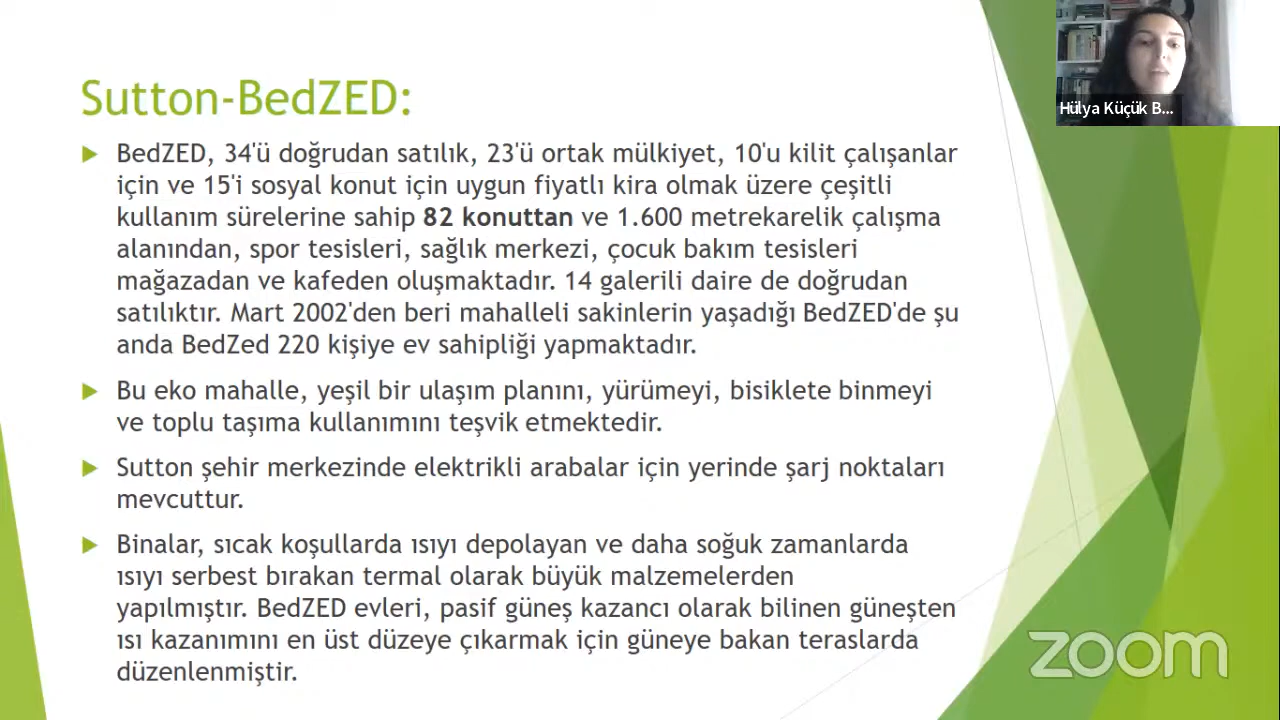 Sutton-BedZED:
BedZED, 34'ü doğrudan satılık, 23'ü ortak mülkiyet, 10'u kilit çalışanlar
için ve 15'i sosyal konut için uygun fiyatlı kira olmak üzere çeşitli
kullanım sürelerine sahip 82 konuttan ve 1.600 metrekarelik çalışma
alanından, spor tesisleri, sağlık merkezi, çocuk bakım tesisleri
mağazadan ve kafeden oluşmaktadır. 14 galerili daire de doğrudan
satılıktır. Mart 2002'den beri mahalleli sakinlerin yaşadığı BedZED'de şu
anda BedZed 220 kişiye ev sahipliği yapmaktadır.
Bu eko mahalle, yeşil bir ulaşım planını, yürümeyi, bisiklete binmeyi
ve toplu taşıma kullanımını teşvik etmektedir.
Sutton şehir merkezinde elektrikli arabalar için yerinde şarj noktaları
mevcuttur.
Binalar, sıcak koşullarda ısıyı depolayan ve daha soğuk zamanlarda
ısıyı serbest bırakan termal olarak büyük malzemelerden
yapılmıştır. BedZED evleri, pasif güneş kazancı olarak bilinen güneşten
ısı kazanımını en üst düzeye çıkarmak için güneye bakan teraslarda
düzenlenmiştir.
Hülya Küçük B...
zoom